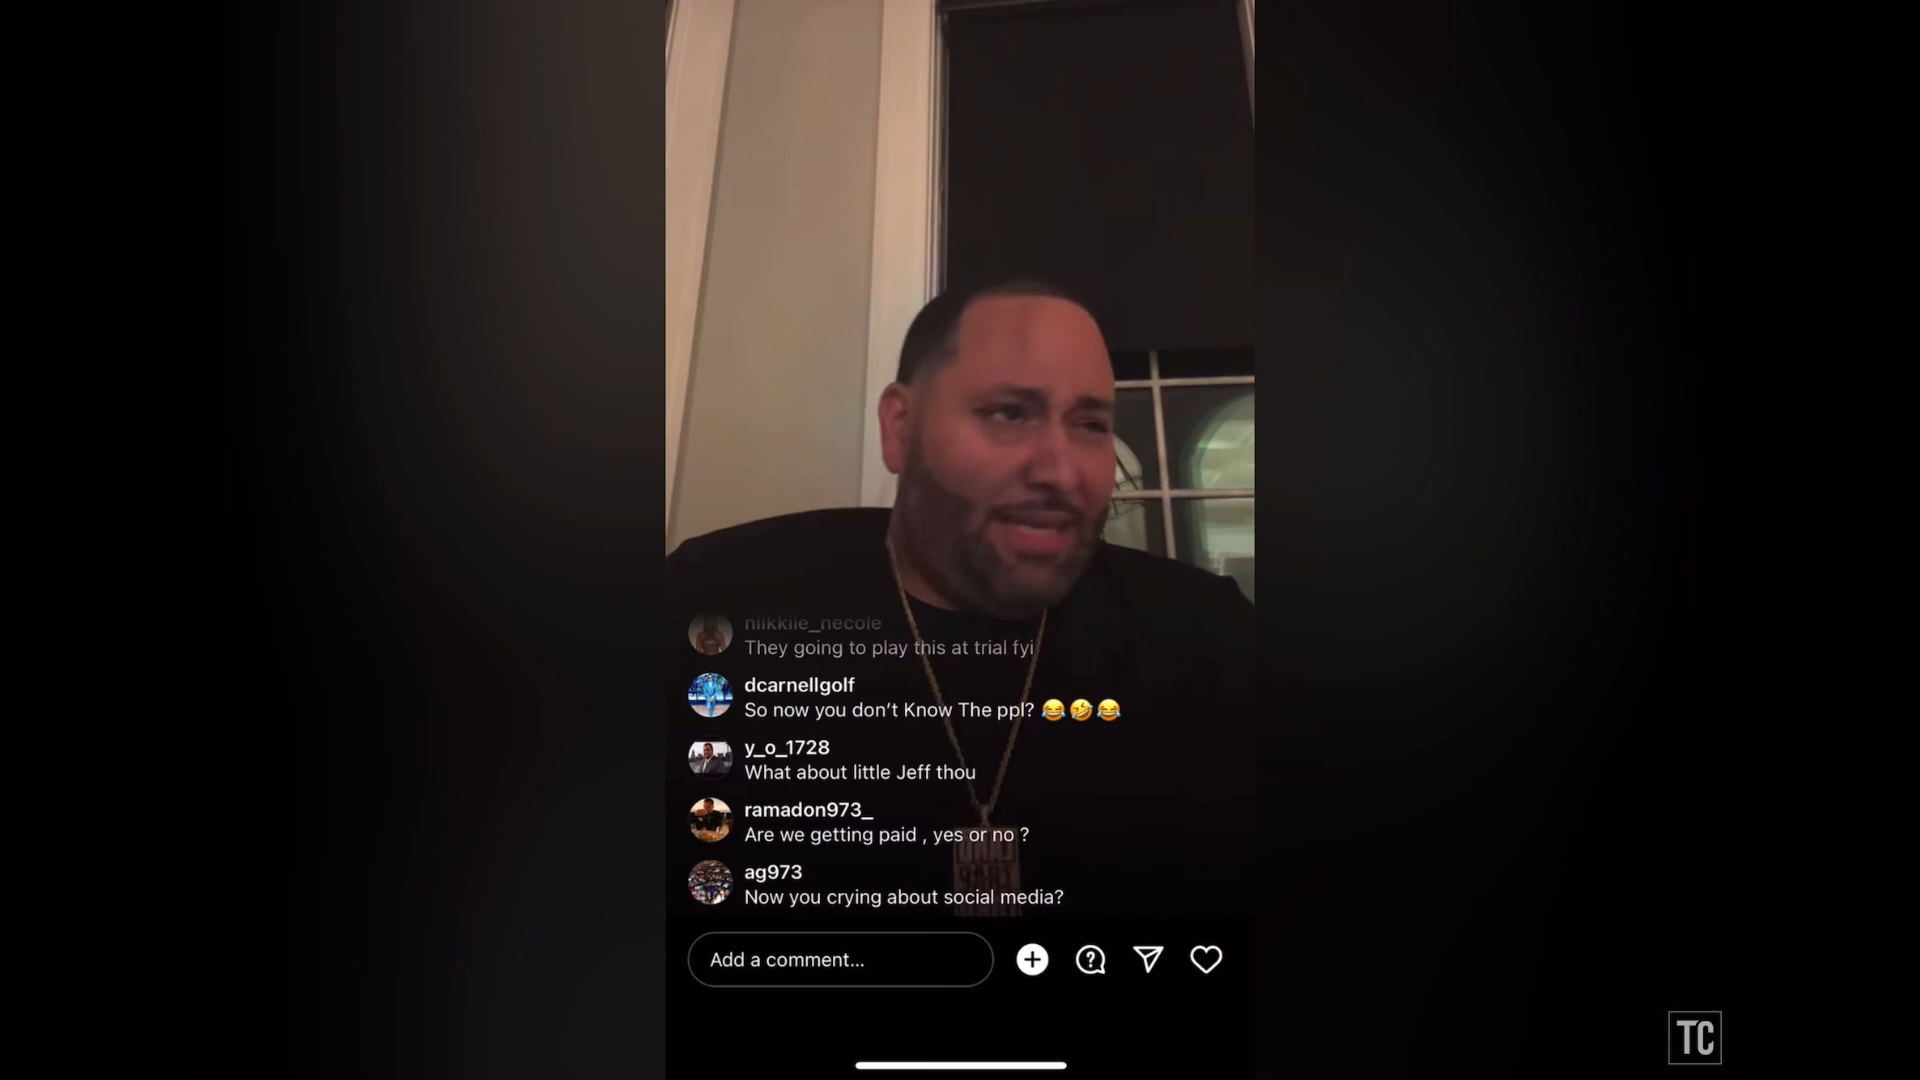 niikkiie_necole
They going to play this at trial fyi
dcarnellgolf
So now you don't Know The ppl? 😂🤣😂
y_o_1728
What about little Jeff thou
ramadon973_
Are we getting paid , yes or no ?
ag973
Now you crying about social media?
Add a comment...
TC